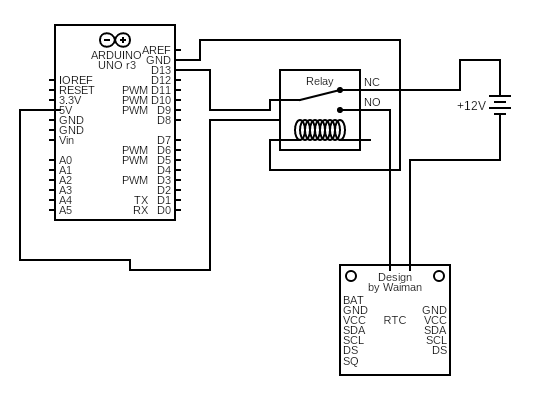 ARDUINO
UNO r3
AREF
GND
D13
IOREF D12
RESET PWM D11
3.3V PWM D10
5V PWM D9
GND D8
GND
Vin D7
PWM D6
A0 PWM D5
A1 D4
A2 PWM D3
A3 D2
A4 TX D1
A5 RX D0
Relay
NC
NO
+12V
Design
by Waiman
BAT
GND GND
VCC RTC VCC
SDA SDA
SCL SCL
DS DS
SQ